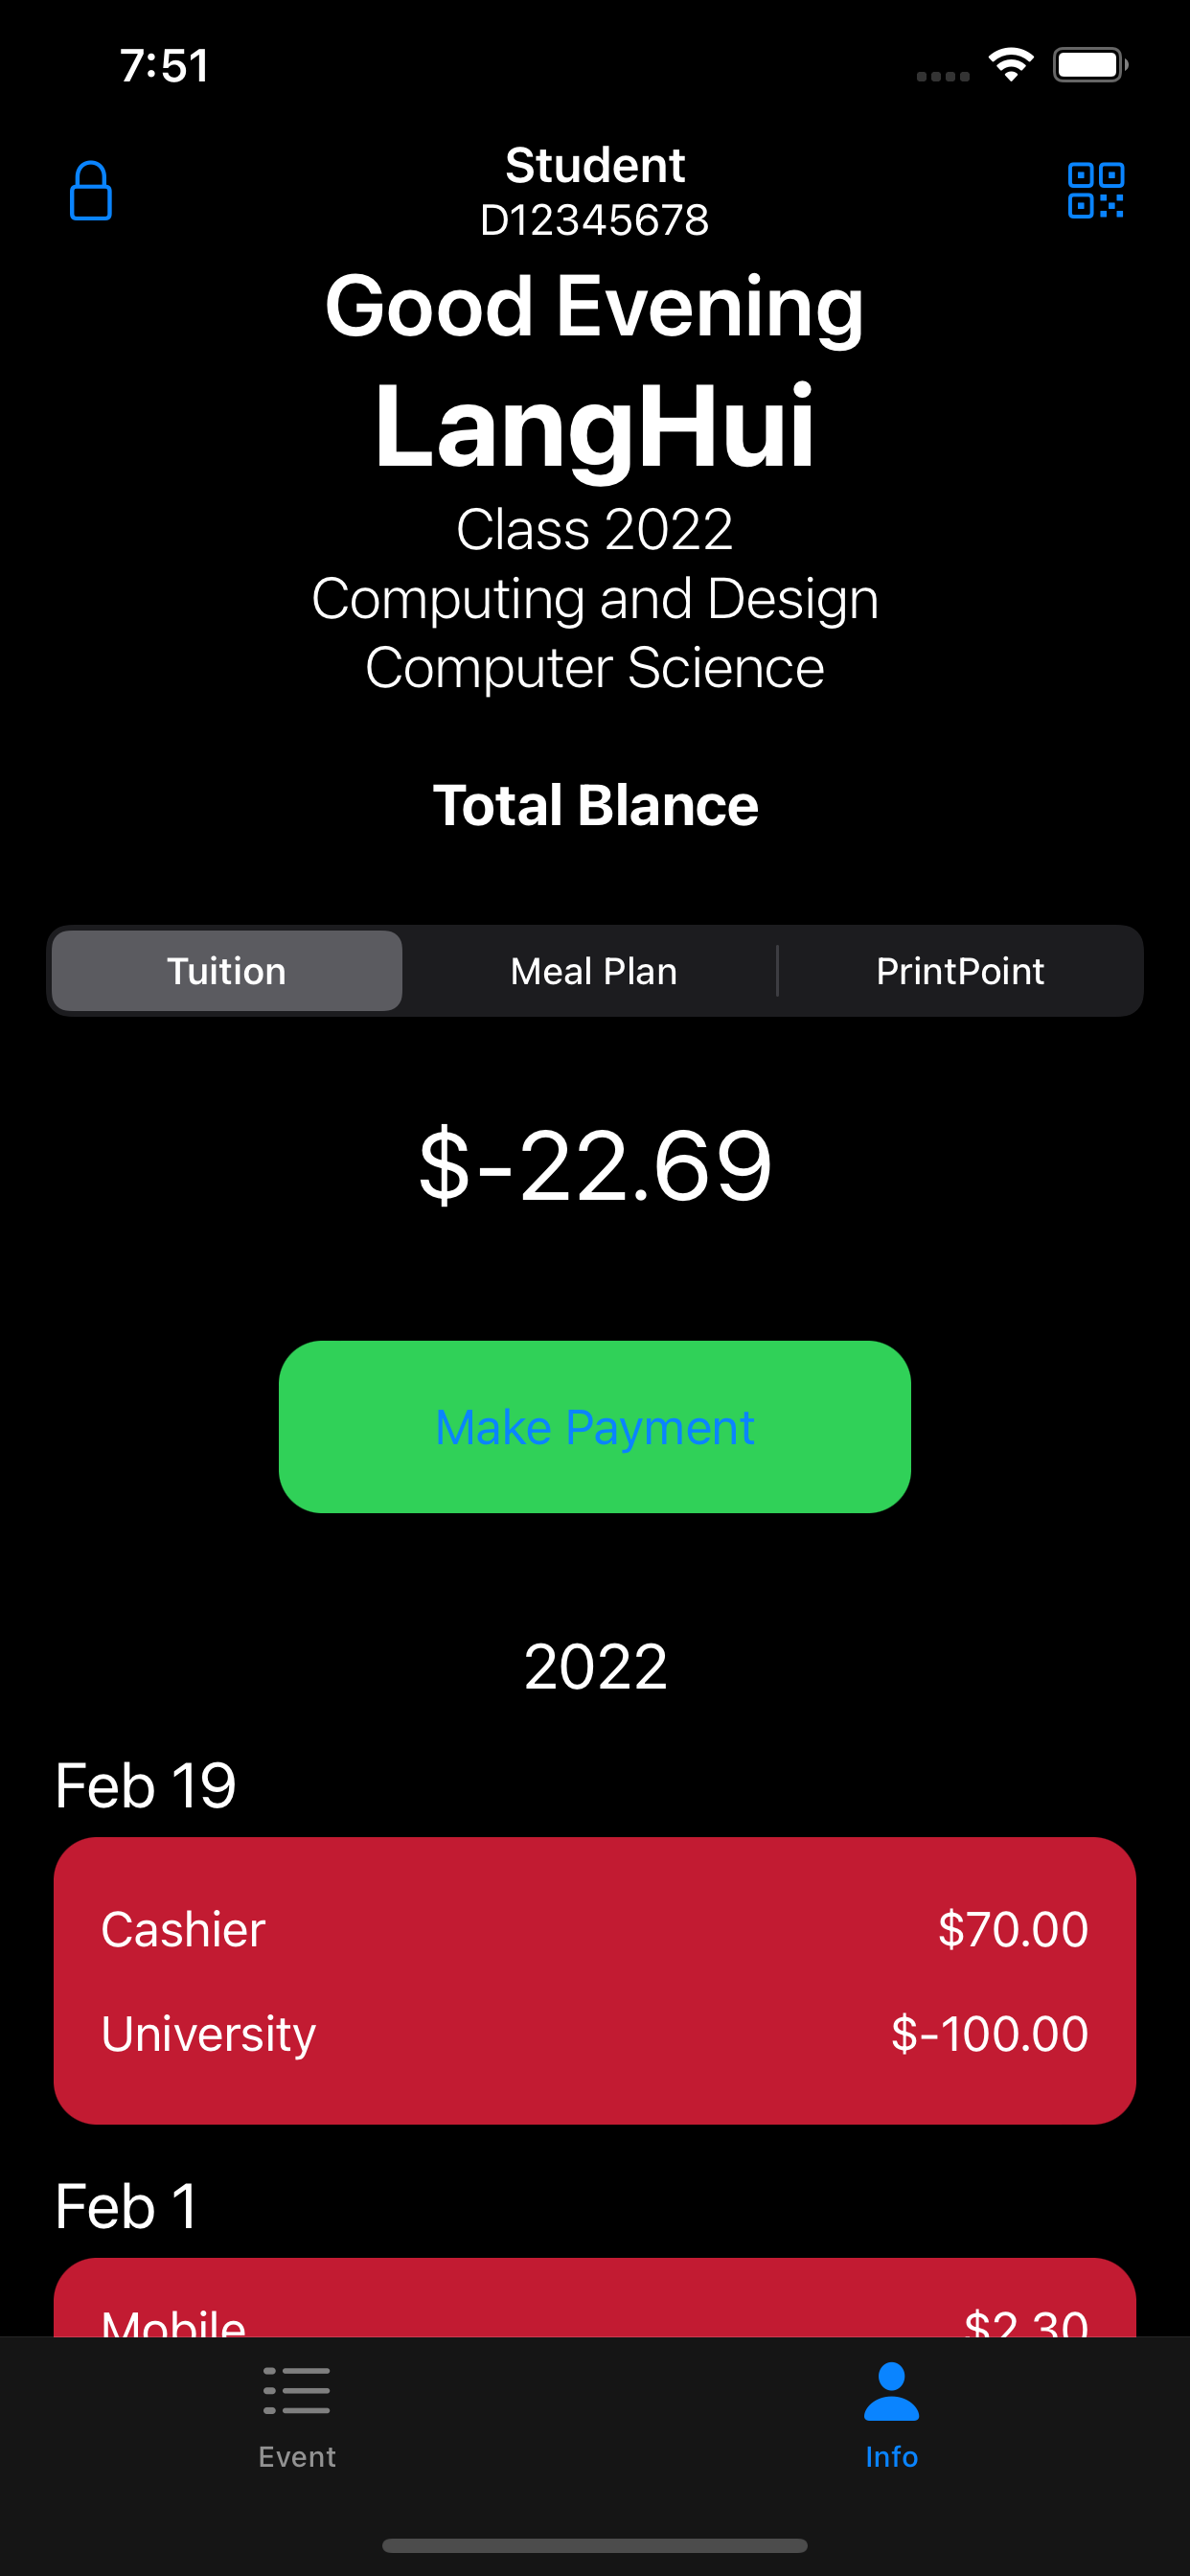 7:51
Student
D12345678
Good Evening
LangHui
Class 2022
Computing and Design
Computer Science
Total Blance
Tuition Meal Plan PrintPoint
$-22.69
Make Payment
2022
Feb 19
Cashier $70.00
University $-100.00
Feb 1
Mobile $2.30
Event Info